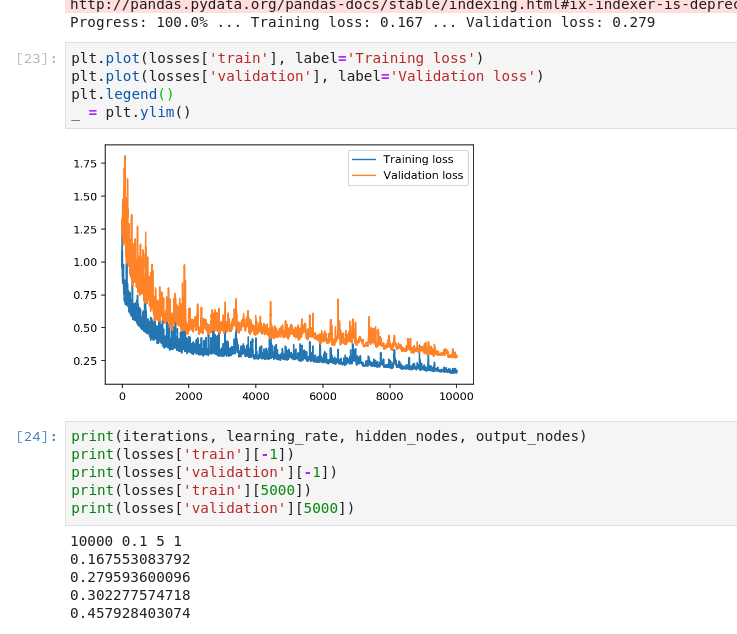 http://pandas.pydata.org/pandas-docs/stable/indexing.html#ix-indexer-is-deprec
Progress: 100.0% ... Training loss: 0.167 ... Validation loss: 0.279
[23]: plt.plot(losses['train'], label='Training loss')
plt.plot(losses['validation'], label='Validation loss')
plt.legend()
_ = plt.ylim()
Training loss
Validation loss
1.75
1.50
1.25
1.00
0.75
0.50
0.25
0 2000 4000 6000 8000 10000
[24]: print(iterations, learning_rate, hidden_nodes, output_nodes)
print(losses['train'][-1])
print(losses['validation'][-1])
print(losses['train'][5000])
print(losses['validation'][5000])
10000 0.1 5 1
0.167553083792
0.279593600096
0.302277574718
0.457928403074